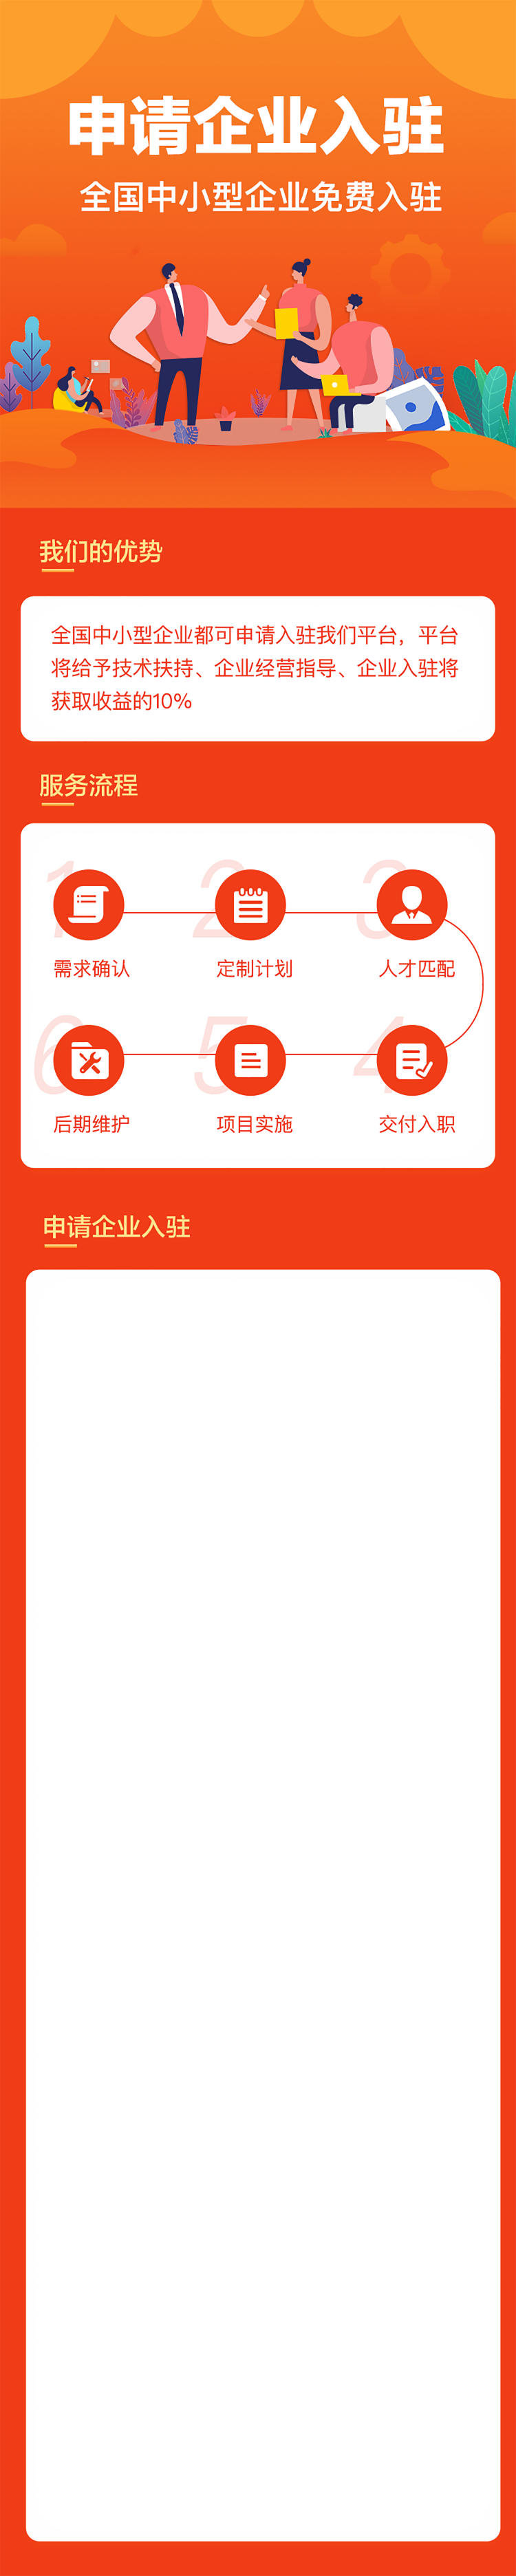 申请企业入驻
全国中小型企业免费入驻
我们的优势
全国中小型企业都可申请入驻我们平台，平台
将给予技术扶持、企业经营指导、企业入驻将
获取收益的10%
服务流程
1 2 3
需求确认 定制计划 人才匹配
6 5 4
后期维护 项目实施 交付入职
申请企业入驻